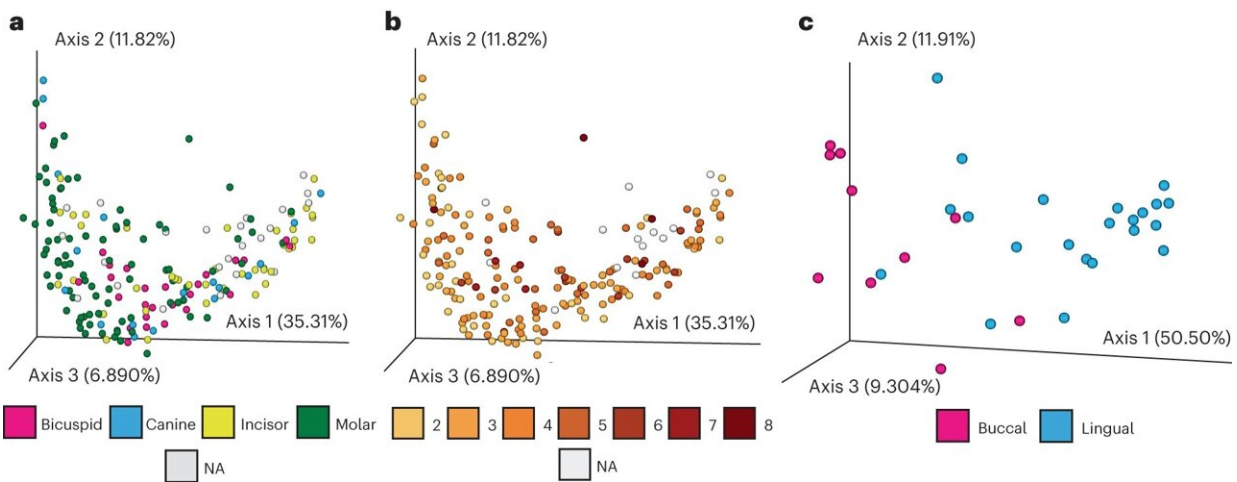 a
Axis 2 (11.82%)
Axis 1 (35.31%)
Axis 3 (6.890%)
Bicuspid Canine Incisor Molar
NA
b
Axis 2 (11.82%)
Axis 1 (35.31%)
Axis 3 (6.890%)
2 3 4 5 6 7 8
NA
c
Axis 2 (11.91%)
Axis 1 (50.50%)
Axis 3 (9.304%)
Buccal Lingual